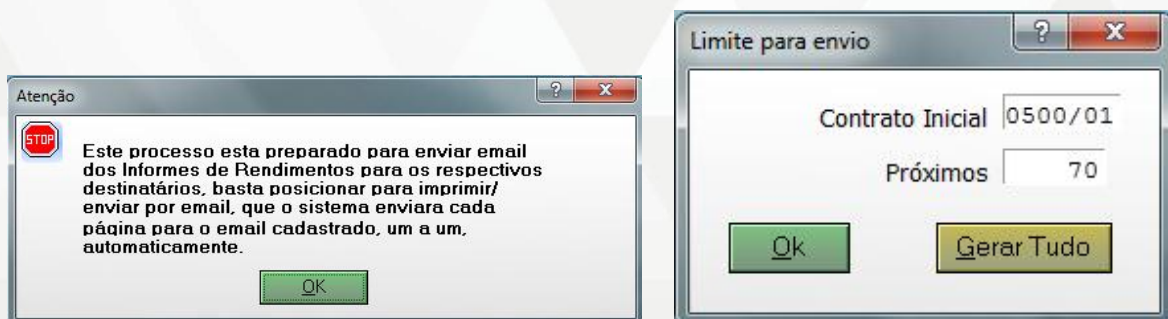 Atenção
STOP
Este processo esta preparado para enviar email
dos Informes de Rendimentos para os respectivos
destinatários, basta posicionar para imprimir/
enviar por email, que o sistema enviara cada
página para o email cadastrado, um a um,
automaticamente.
OK
Limite para envio
Contrato Inicial 0500/01
Próximos 70
Ok
Gerar Tudo